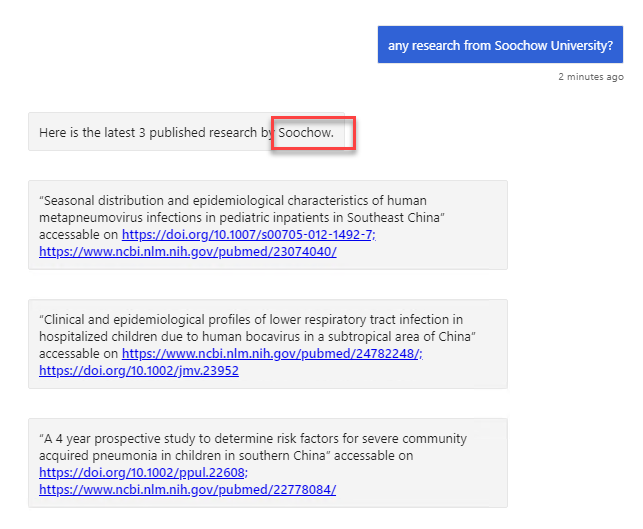 any research from Soochow University?
2 minutes ago
Here is the latest 3 published research by Soochow.
“Seasonal distribution and epidemiological characteristics of human
metapneumovirus infections in pediatric inpatients in Southeast China”
accessable on https://doi.org/10.1007/s00705-012-1492-7;
https://www.ncbi.nlm.nih.gov/pubmed/23074040/
“Clinical and epidemiological profiles of lower respiratory tract infection in
hospitalized children due to human bocavirus in a subtropical area of China”
accessable on https://www.ncbi.nlm.nih.gov/pubmed/24782248/;
https://doi.org/10.1002/jmv.23952
“A 4 year prospective study to determine risk factors for severe community
acquired pneumonia in children in southern China” accessable on
https://doi.org/10.1002/ppul.22608;
https://www.ncbi.nlm.nih.gov/pubmed/22778084/